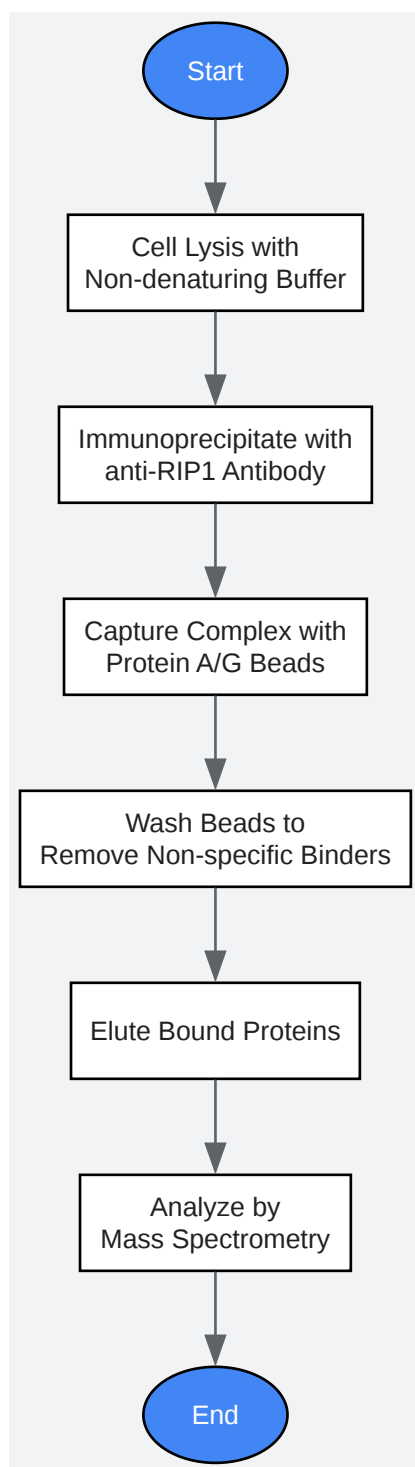 Start
Cell Lysis with
Non-denaturing Buffer
Immunoprecipitate with
anti-RIP1 Antibody
Capture Complex with
Protein A/G Beads
Wash Beads to
Remove Non-specific Binders
Elute Bound Proteins
Analyze by
Mass Spectrometry
End